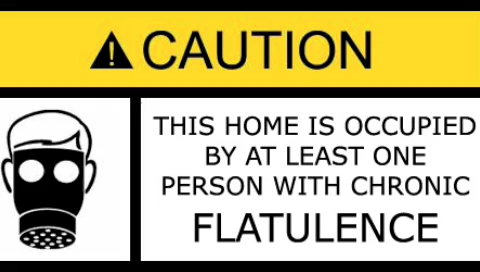 CAUTION
THIS HOME IS OCCUPIED
BY AT LEAST ONE
PERSON WITH CHRONIC
FLATULENCE